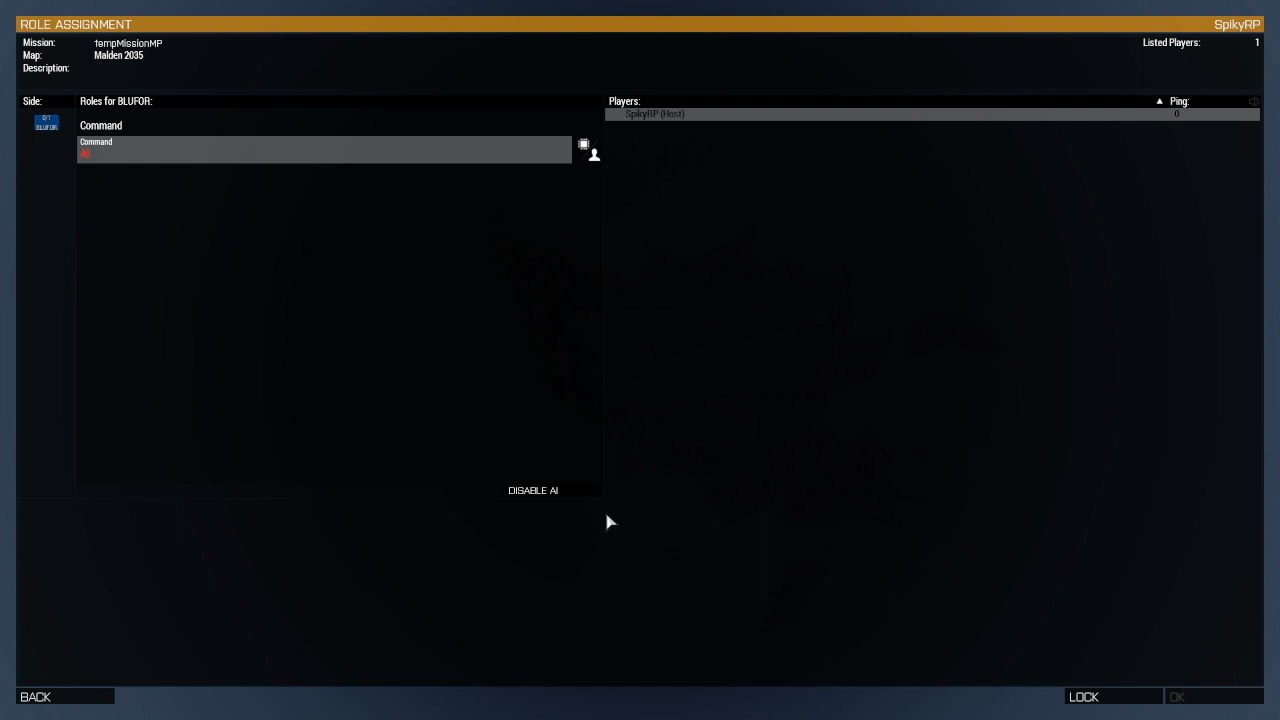 ROLE ASSIGNMENT SpikyRP
Mission: tempMissionMP Listed Players: 1
Map: Malden 2035
Description:
Side: Roles for BLUFOR: Players: Ping:
0/1
BLUFOR
SpikyRP (Host) 0
Command
Command
AI
DISABLE AI
BACK LOCK OK